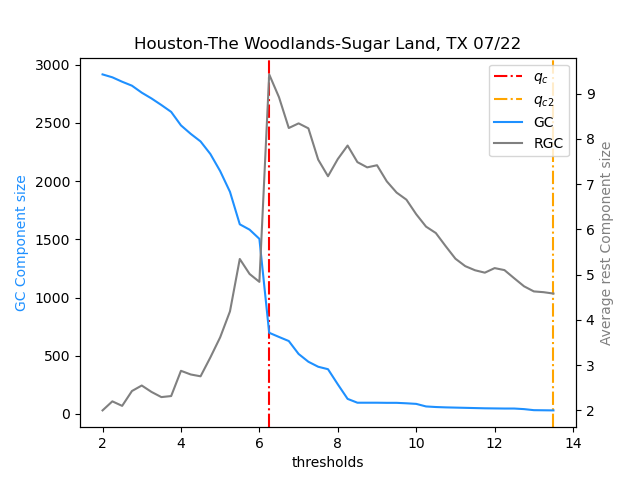 Houston-The Woodlands-Sugar Land, TX 07/22
3000
2500
2000
1500
1000
500
0
GC Component size
9
8
7
6
5
4
3
2
Average rest Component size
q_c
q_{c2}
GC
RGC
2 4 6 8 10 12 14
thresholds